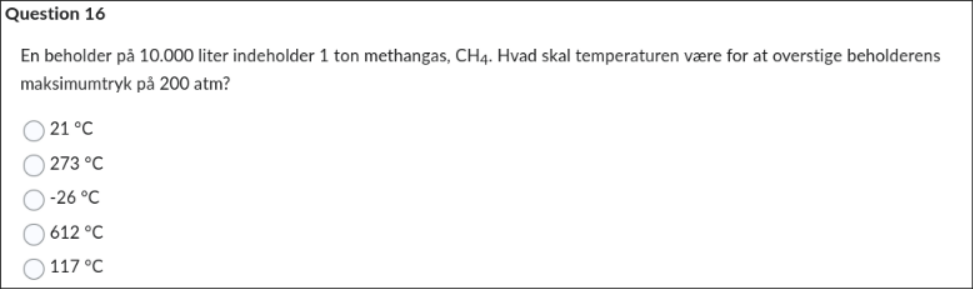 Question 16
En beholder på 10.000 liter indeholder 1 ton methangas, CH4. Hvad skal temperaturen være for at overstige beholderens
maksimumtryk på 200 atm?
21 °C
273 °C
-26 °C
612 °C
117 °C